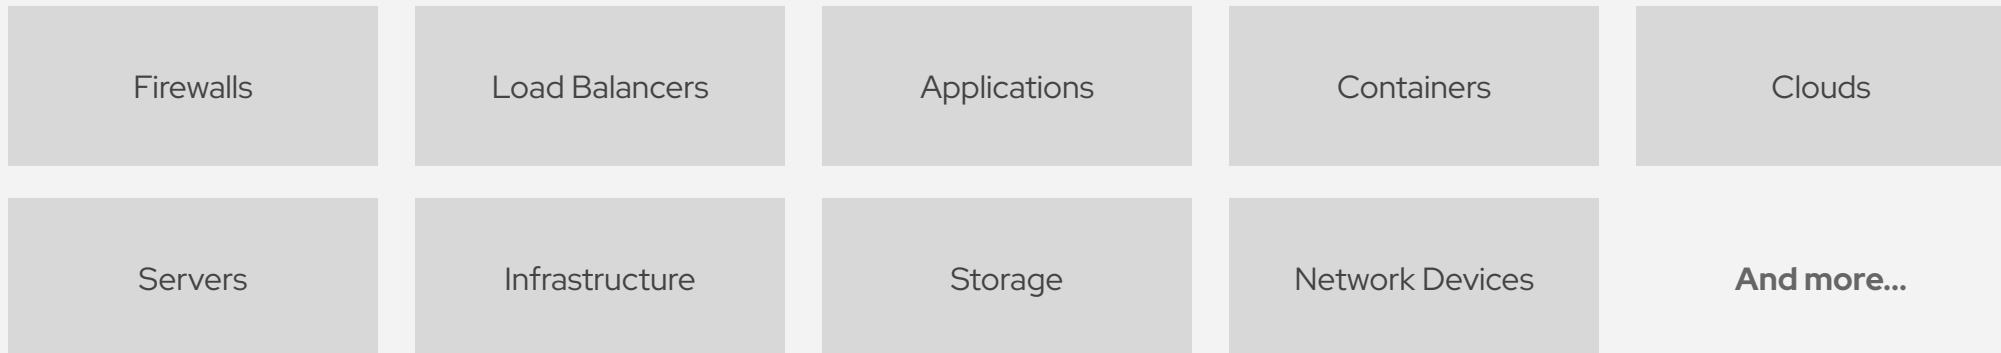 Firewalls
Load Balancers
Applications
Containers
Clouds
Servers
Infrastructure
Storage
Network Devices
And more...